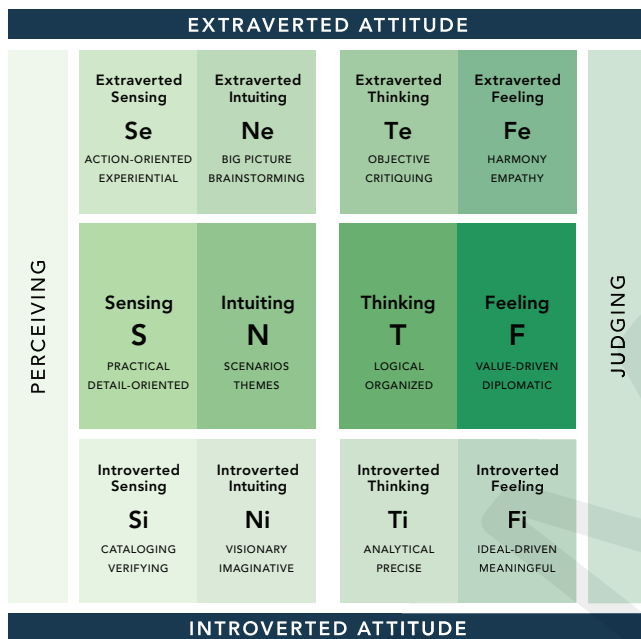 EXTRAVERTED ATTITUDE
PERCEIVING
Extraverted
Sensing
Se
ACTION-ORIENTED
EXPERIENTIAL
Extraverted
Intuiting
Ne
BIG PICTURE
BRAINSTORMING
Extraverted
Thinking
Te
OBJECTIVE
CRITIQUING
Extraverted
Feeling
Fe
HARMONY
EMPATHY
Sensing
S
PRACTICAL
DETAIL-ORIENTED
Intuiting
N
SCENARIOS
THEMES
Thinking
T
LOGICAL
ORGANIZED
Feeling
F
VALUE-DRIVEN
DIPLOMATIC
Introverted
Sensing
Si
CATALOGING
VERIFYING
Introverted
Intuiting
Ni
VISIONARY
IMAGINATIVE
Introverted
Thinking
Ti
ANALYTICAL
PRECISE
Introverted
Feeling
Fi
IDEAL-DRIVEN
MEANINGFUL
JUDGING
INTROVERTED ATTITUDE